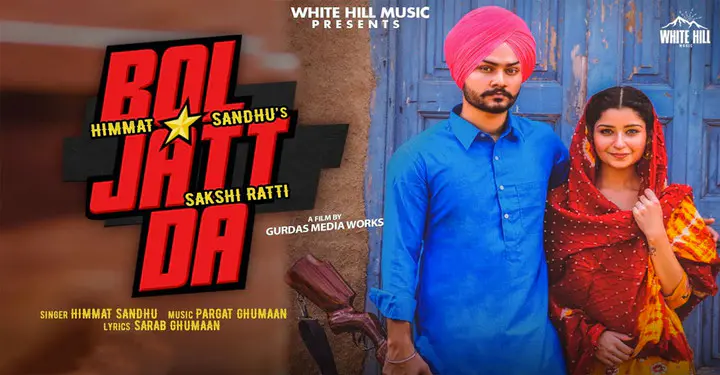 WHITE HILL MUSIC
PRESENTS
WHITE HILL
MUSIC
BOL
HIMMAT SANDHU'S
JATT
SAKSHI RATTI
DA
A FILM BY
GURDAS MEDIA WORKS
SINGER HIMMAT SANDHU MUSIC PARGAT GHUMAAN
LYRICS SARAB GHUMAAN